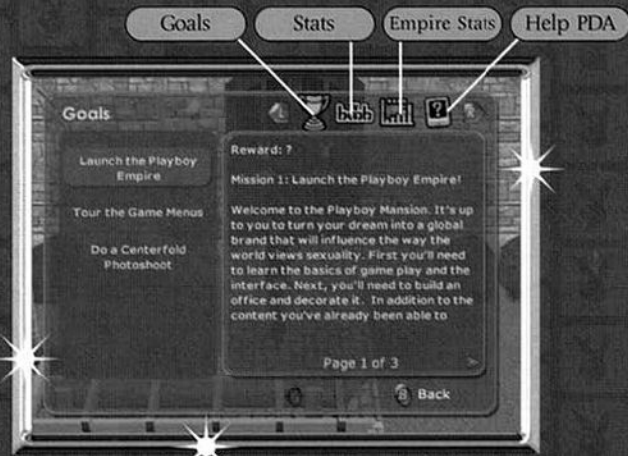 Goals Stats Empire Stats Help PDA
L R
Goals
Launch the Playboy
Empire
Tour the Game Menus
Do a Centerfold
Photoshoot
Reward: ?
Mission 1: Launch the Playboy Empire!
Welcome to the Playboy Mansion. It's up
to you to turn your dream into a global
brand that will influence the way the
world views sexuality. First you'll need
to learn the basics of game play and the
interface. Next, you'll need to build an
office and decorate it. In addition to the
content you've already been able to
Page 1 of 3 >
B Back